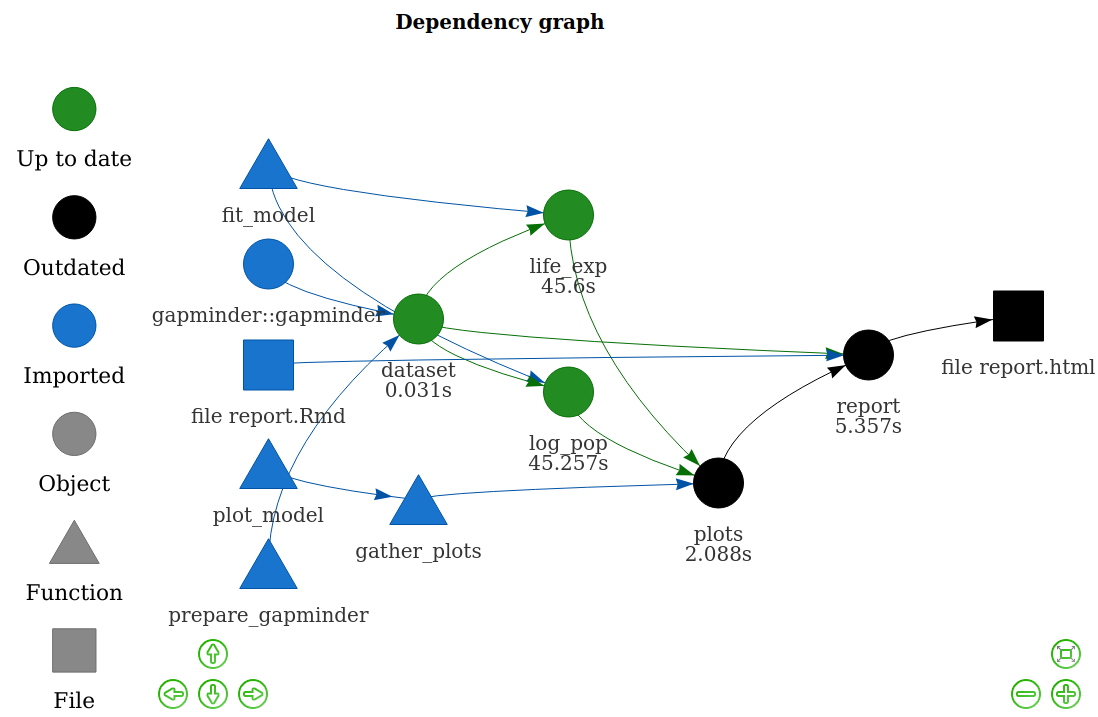 Dependency graph
Up to date
Outdated
Imported
Object
Function
File
fit_model
gapminder::gapminder
file report.Rmd
plot_model
prepare_gapminder
dataset
0.031s
gather_plots
life_exp
45.6s
log_pop
45.257s
plots
2.088s
report
5.357s
file report.html